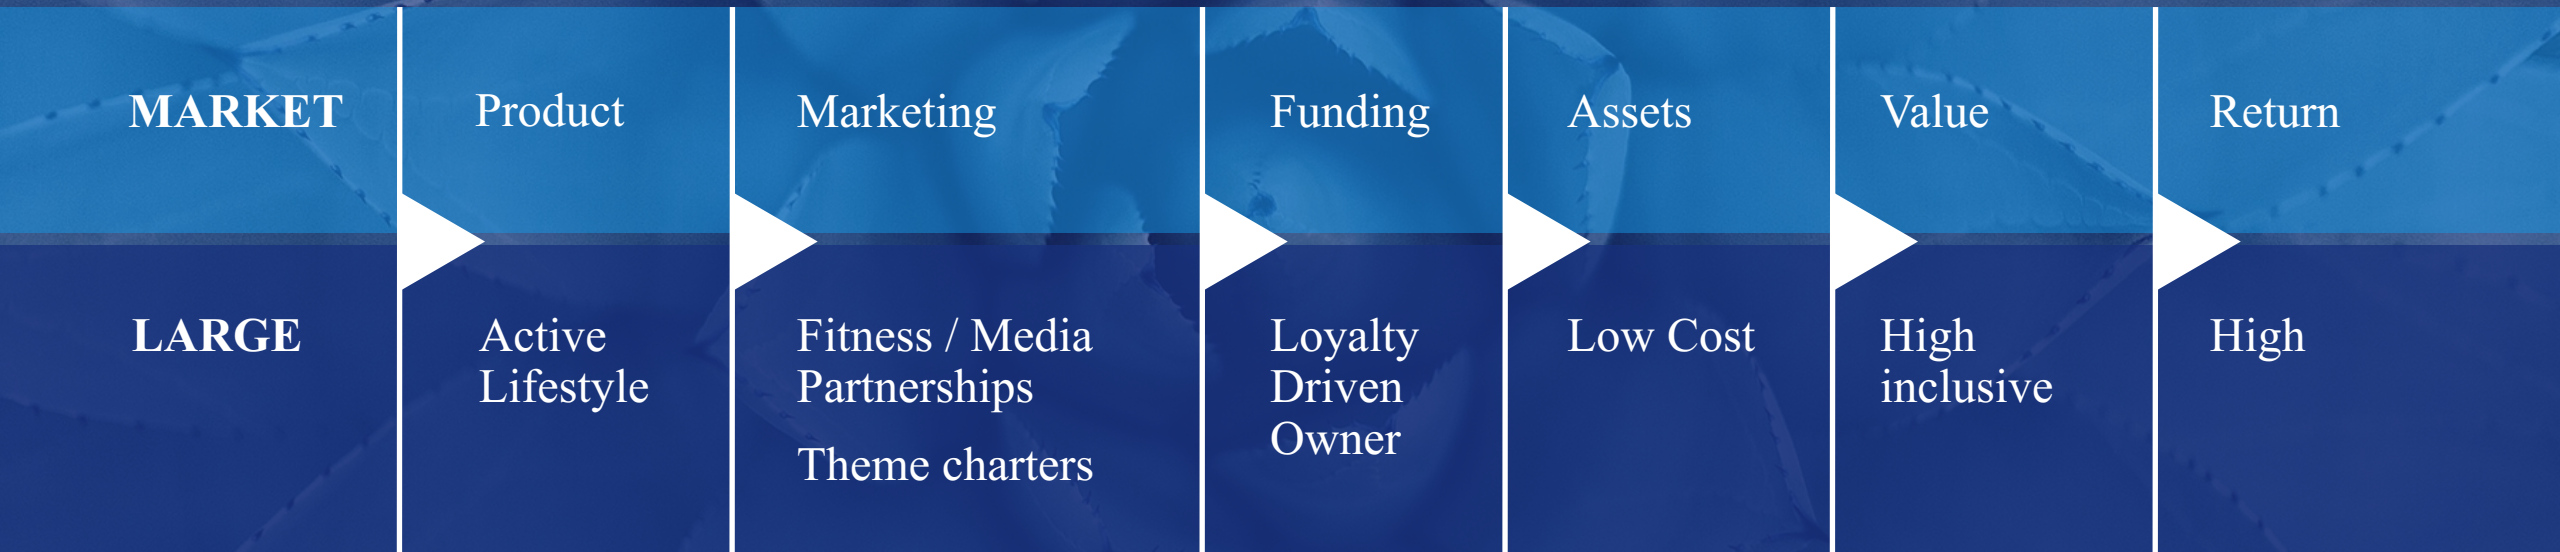 MARKET
Product
Marketing
Funding
Assets
Value
Return
LARGE
Active
Lifestyle
Fitness / Media
Partnerships
Theme charters
Loyalty
Driven
Owner
Low Cost
High
inclusive
High